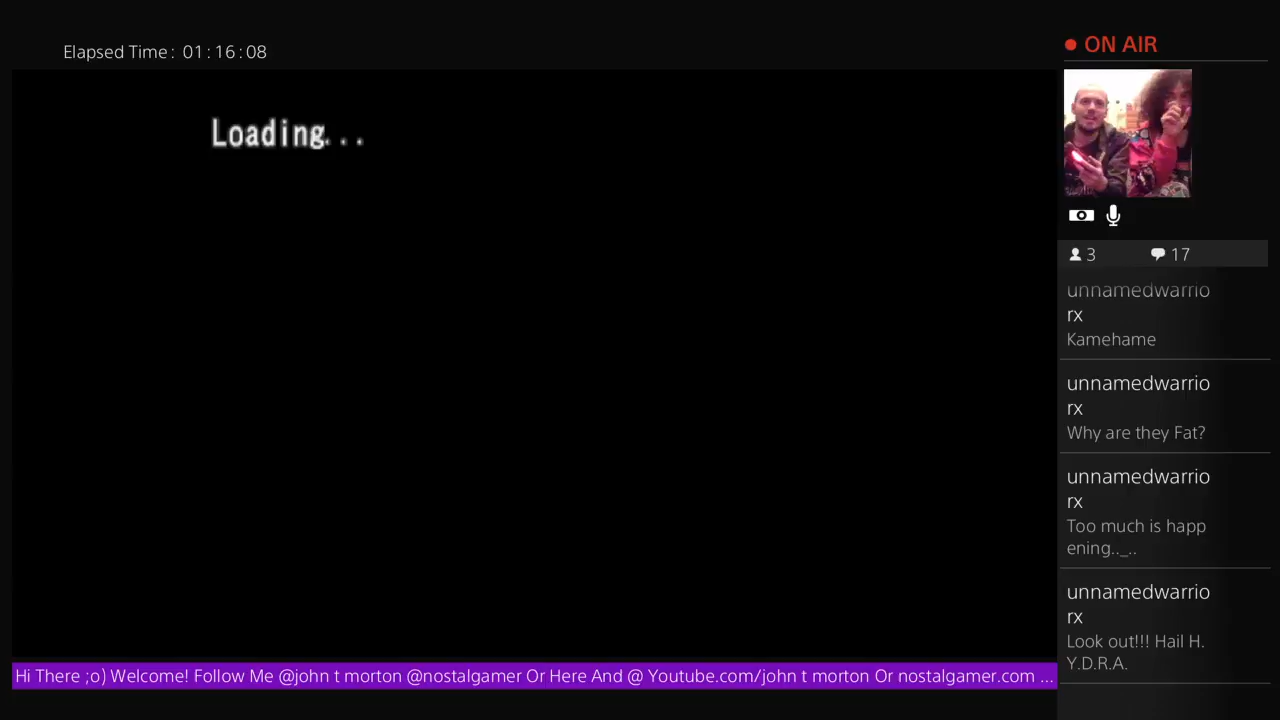 Elapsed Time: 01:16:08
ON AIR
Loading...
3 17
unnamedwarrio
rx
Kamehame
unnamedwarrio
rx
Why are they Fat?
unnamedwarrio
rx
Too much is happ
ening.._..
unnamedwarrio
rx
Look out!!! Hail H.
Y.D.R.A.
Hi There ;o) Welcome! Follow Me @john t morton @nostalgamer Or Here And @ Youtube.com/john t morton Or nostalgamer.com ...